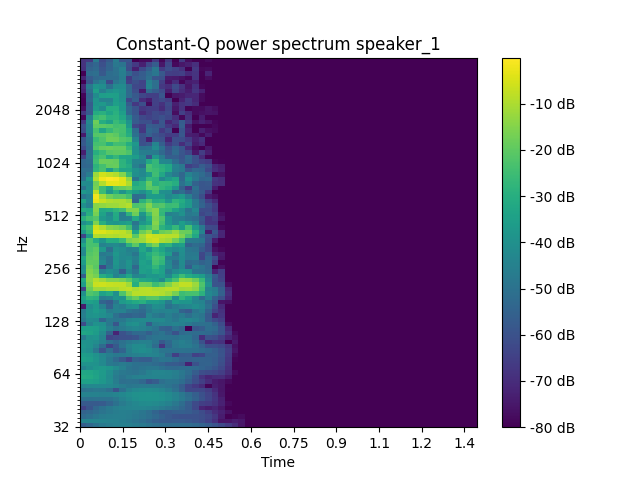 Constant-Q power spectrum speaker_1
Hz
2048
1024
512
256
128
64
32
0 0.15 0.3 0.45 0.6 0.75 0.9 1.1 1.2 1.4
Time
-10 dB
-20 dB
-30 dB
-40 dB
-50 dB
-60 dB
-70 dB
-80 dB